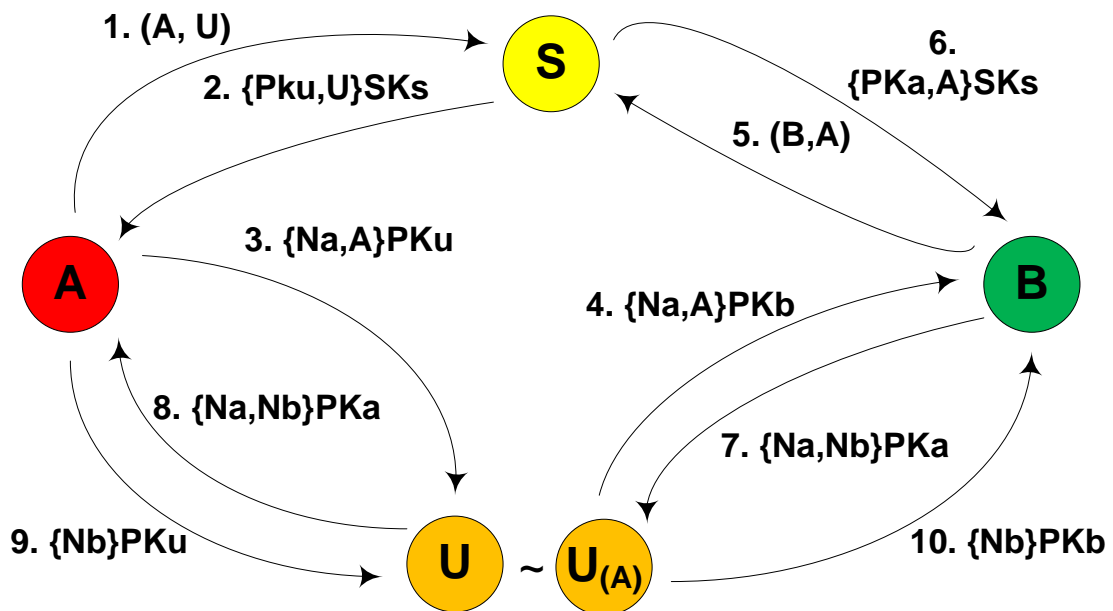 1. (A, U)
S
6.
{PKa,A}SKs
2. {Pku,U}SKs
5. (B,A)
3. {Na,A}PKu
A
B
4. {Na,A}PKb
8. {Na,Nb}PKa
7. {Na,Nb}PKa
9. {Nb}PKu
U ~ U(A)
10. {Nb}PKb